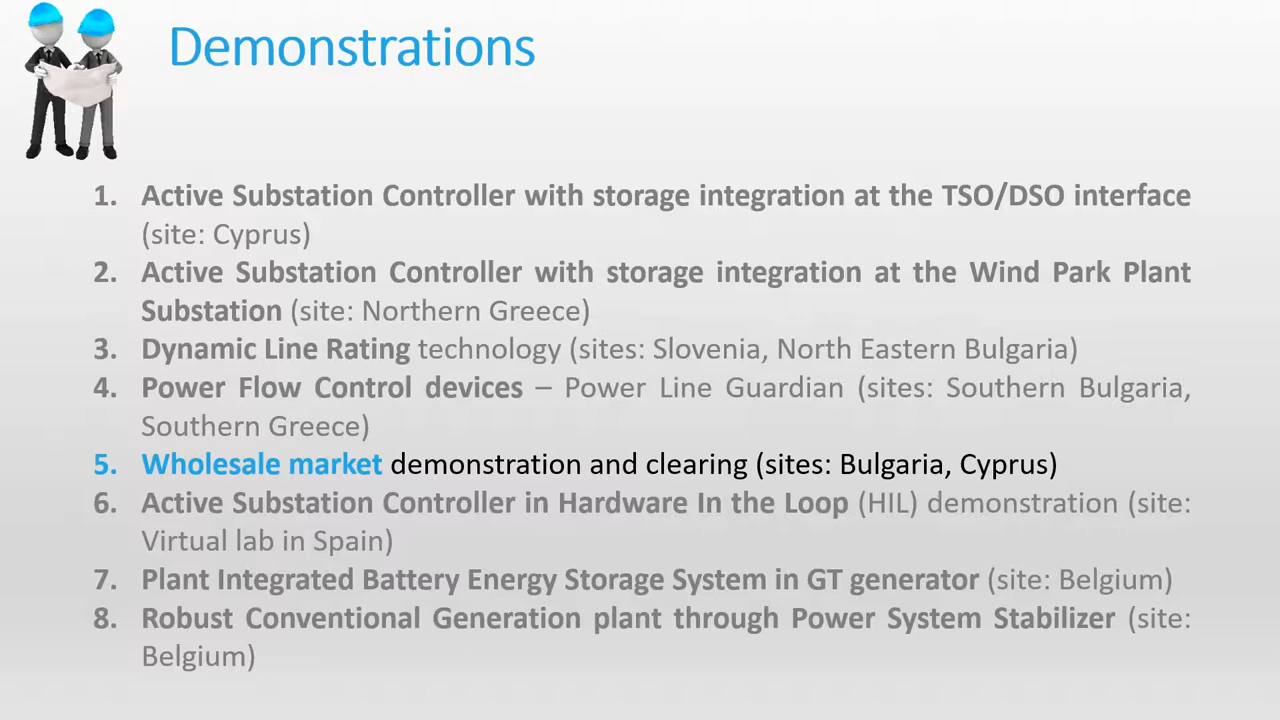 Demonstrations
1. Active Substation Controller with storage integration at the TSO/DSO interface
(site: Cyprus)
2. Active Substation Controller with storage integration at the Wind Park Plant
Substation (site: Northern Greece)
3. Dynamic Line Rating technology (sites: Slovenia, North Eastern Bulgaria)
4. Power Flow Control devices – Power Line Guardian (sites: Southern Bulgaria,
Southern Greece)
5. Wholesale market demonstration and clearing (sites: Bulgaria, Cyprus)
6. Active Substation Controller in Hardware In the Loop (HIL) demonstration (site:
Virtual lab in Spain)
7. Plant Integrated Battery Energy Storage System in GT generator (site: Belgium)
8. Robust Conventional Generation plant through Power System Stabilizer (site:
Belgium)